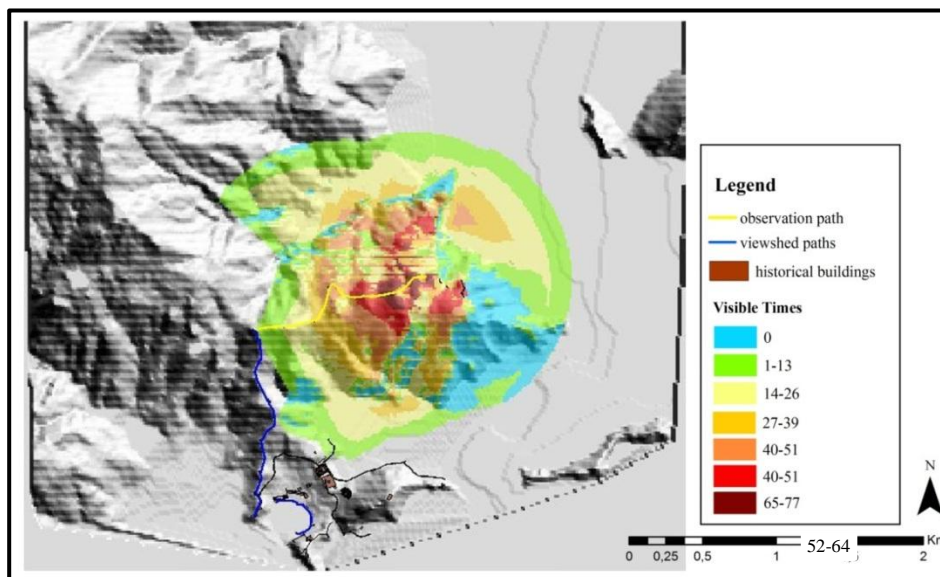 Legend
observation path
viewshed paths
historical buildings
Visible Times
0
1-13
14-26
27-39
40-51
40-51
65-77
N
Km
0 0,25 0,5 1 52-64 2